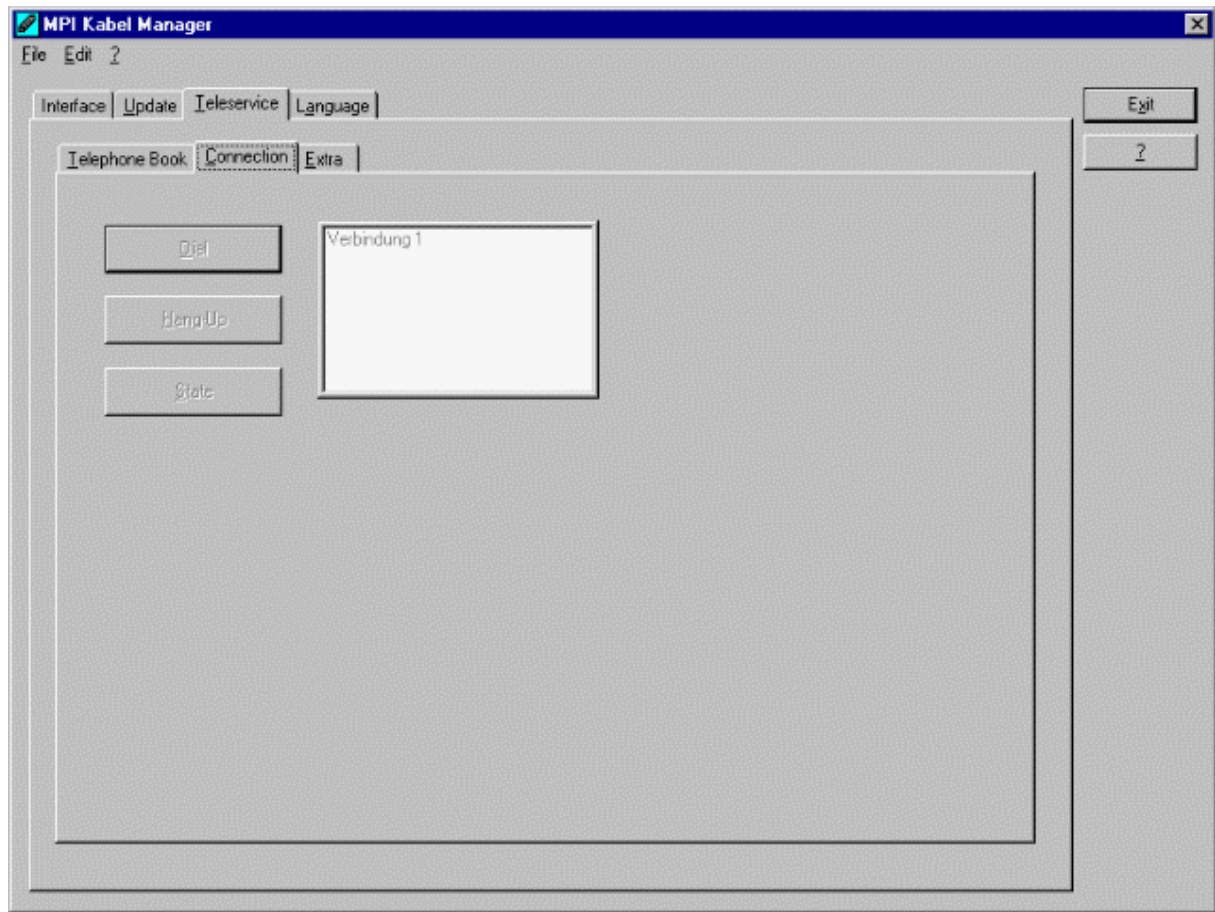 MPI Kabel Manager
File Edit ?
Interface Update Teleservice Language
Exit
?
Telephone Book Connection Extra
Dial
Verbindung 1
Hang-Up
State